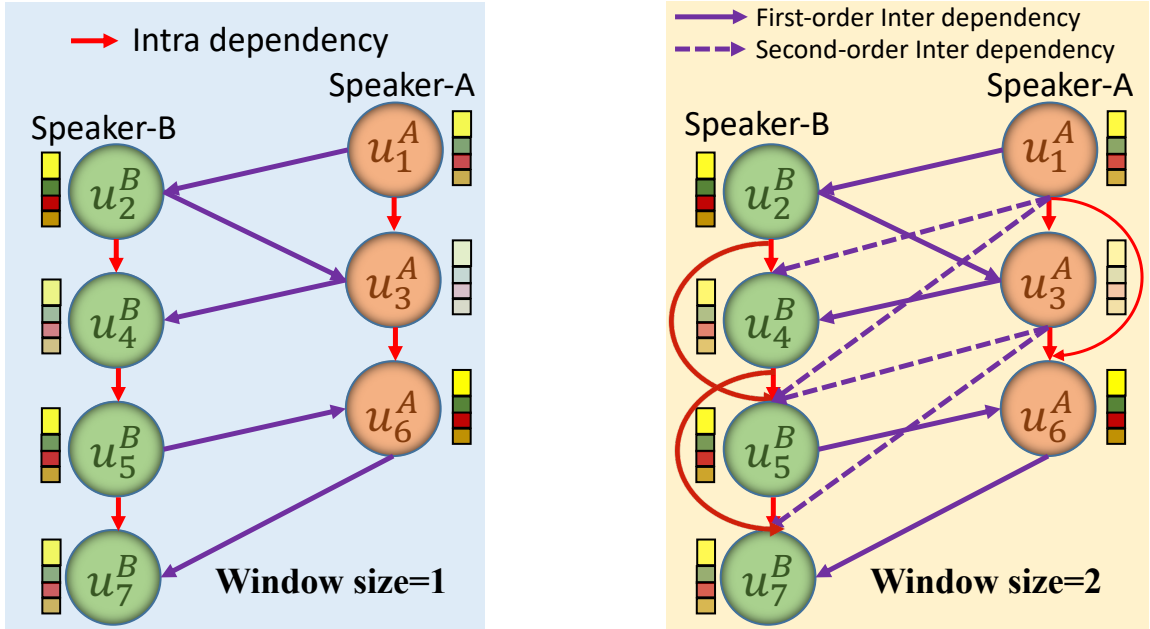 Intra dependency
Speaker-A
Speaker-B
u_1^A
u_2^B
u_3^A
u_4^B
u_6^A
u_5^B
u_7^B
Window size=1
First-order Inter dependency
Second-order Inter dependency
Speaker-A
Speaker-B
u_1^A
u_2^B
u_3^A
u_4^B
u_6^A
u_5^B
u_7^B
Window size=2